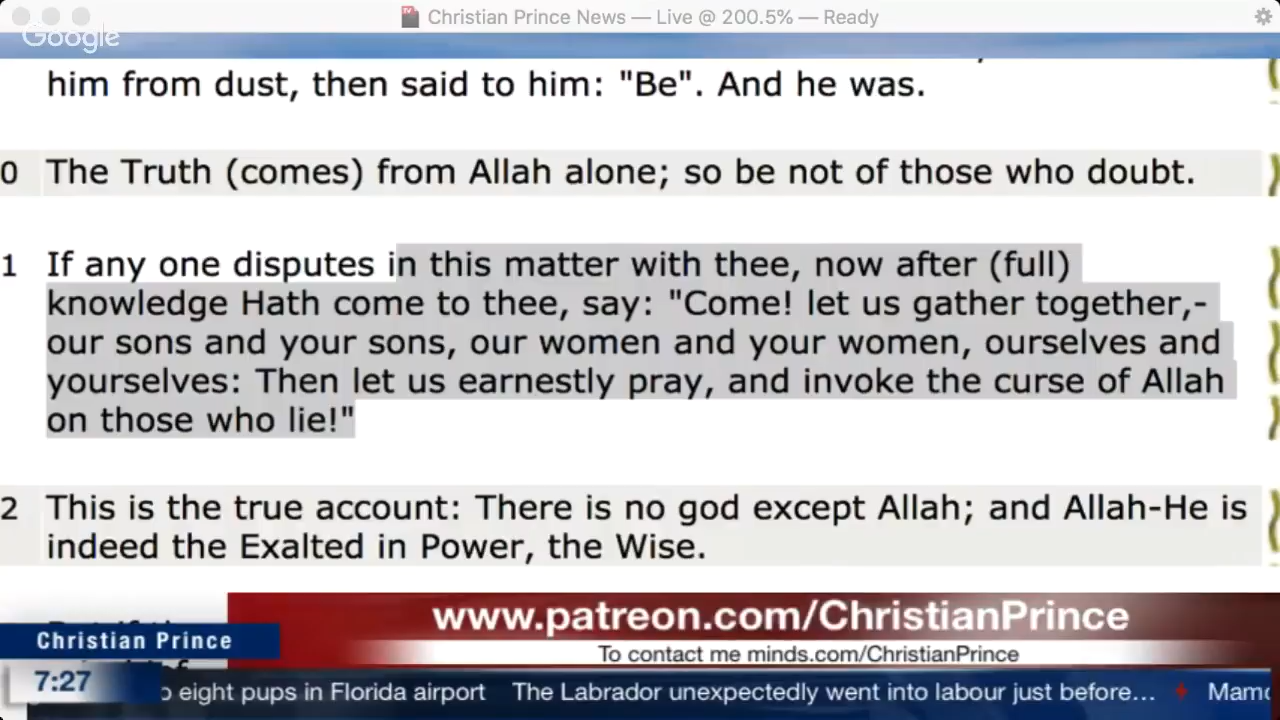 Christian Prince News — Live @ 200.5% — Ready
Google
him from dust, then said to him: "Be". And he was.
0 The Truth (comes) from Allah alone; so be not of those who doubt.
1 If any one disputes in this matter with thee, now after (full)
knowledge Hath come to thee, say: "Come! let us gather together,-
our sons and your sons, our women and your women, ourselves and
yourselves: Then let us earnestly pray, and invoke the curse of Allah
on those who lie!"
2 This is the true account: There is no god except Allah; and Allah-He is
indeed the Exalted in Power, the Wise.
www.patreon.com/ChristianPrince
Christian Prince
To contact me minds.com/ChristianPrince
7:27
o eight pups in Florida airport The Labrador unexpectedly went into labour just before... Mam